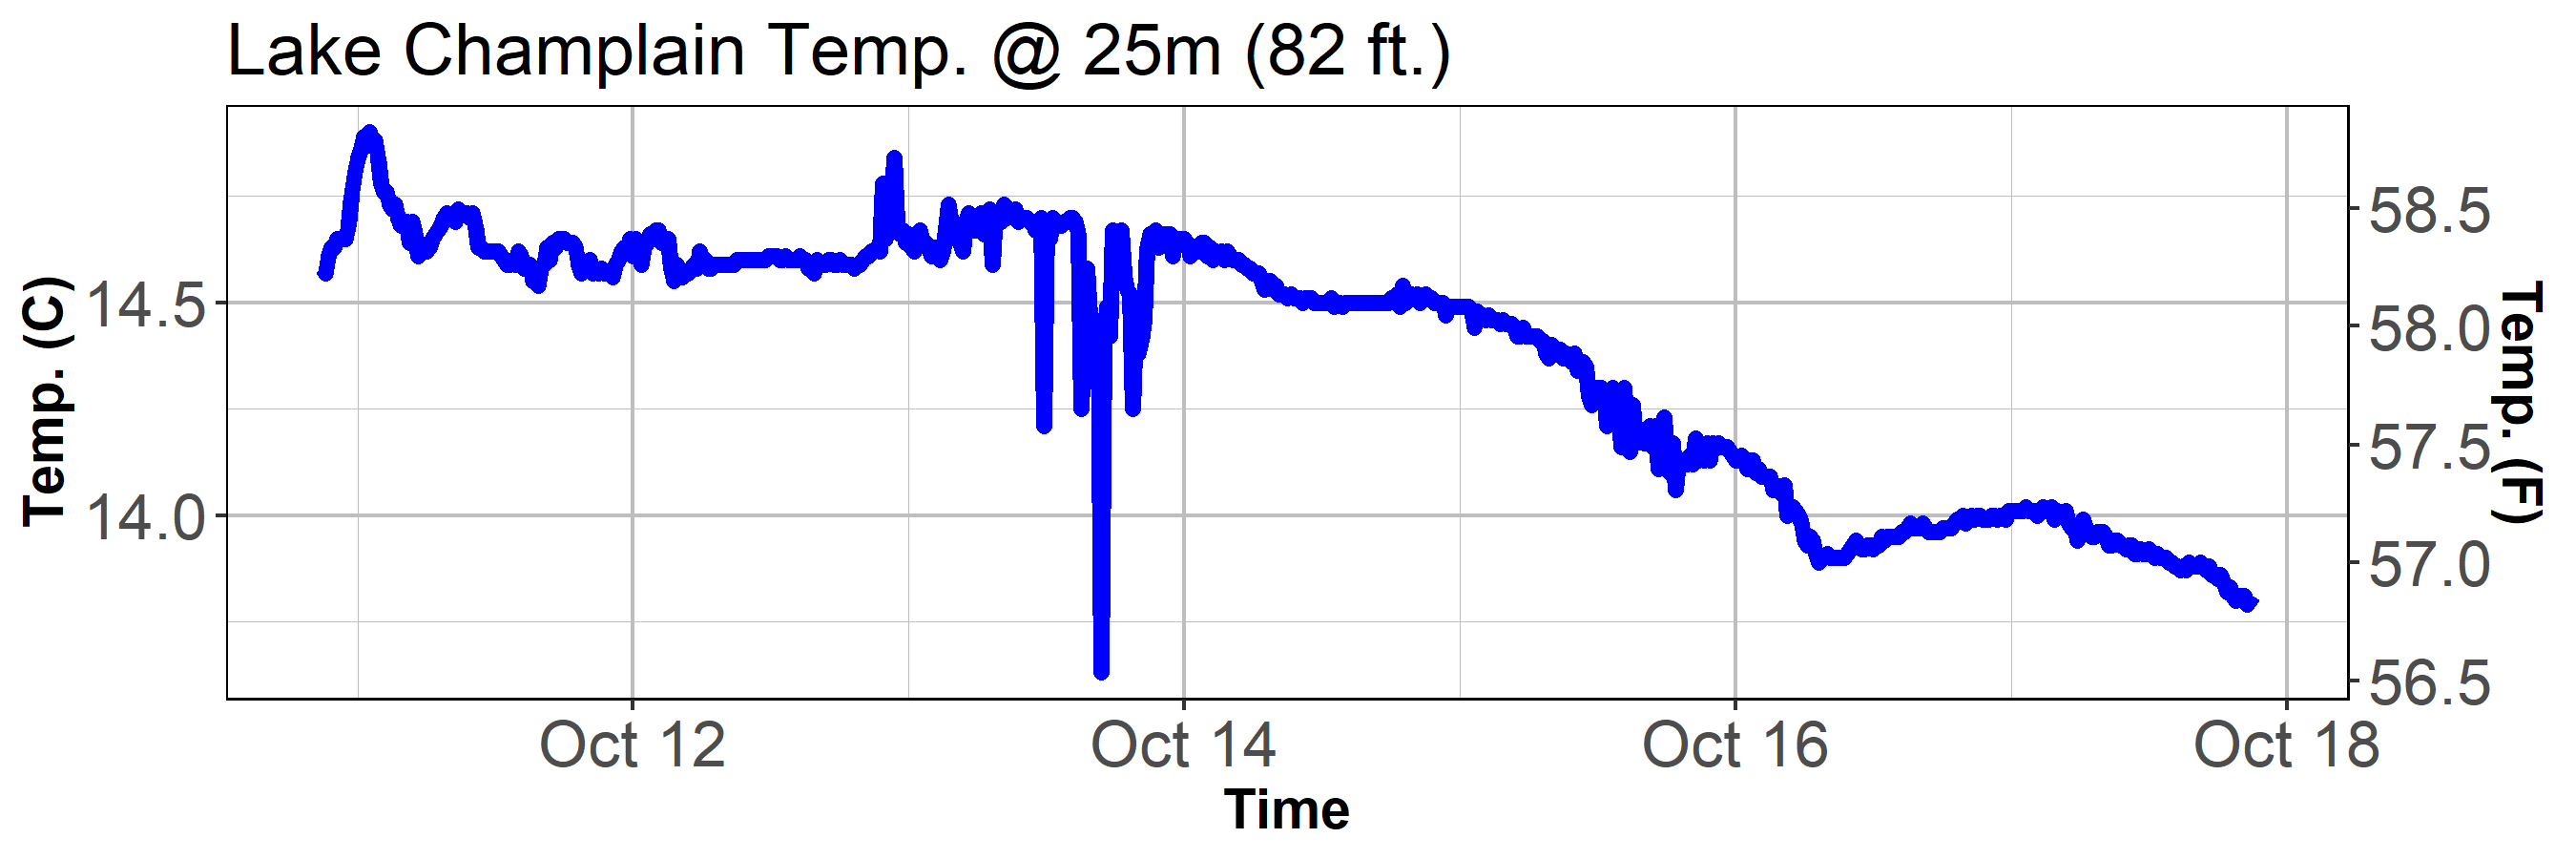 Lake Champlain Temp. @ 25m (82 ft.)
Temp. (C)
14.5
14.0
58.5
58.0
57.5
57.0
56.5
Temp. (F)
Oct 12
Oct 14
Oct 16
Oct 18
Time